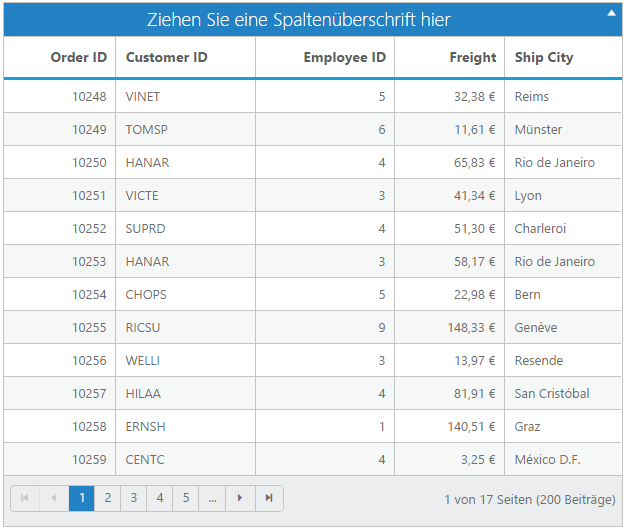 Ziehen Sie eine Spaltenüberschrift hier
Order ID Customer ID Employee ID Freight Ship City
10248 VINET 5 32,38 € Reims
10249 TOMSP 6 11,61 € Münster
10250 HANAR 4 65,83 € Rio de Janeiro
10251 VICTE 3 41,34 € Lyon
10252 SUPRD 4 51,30 € Charleroi
10253 HANAR 3 58,17 € Rio de Janeiro
10254 CHOPS 5 22,98 € Bern
10255 RICSU 9 148,33 € Genève
10256 WELLI 3 13,97 € Resende
10257 HILAA 4 81,91 € San Cristóbal
10258 ERNSH 1 140,51 € Graz
10259 CENTC 4 3,25 € México D.F.
1 2 3 4 5 ... 1 von 17 Seiten (200 Beiträge)